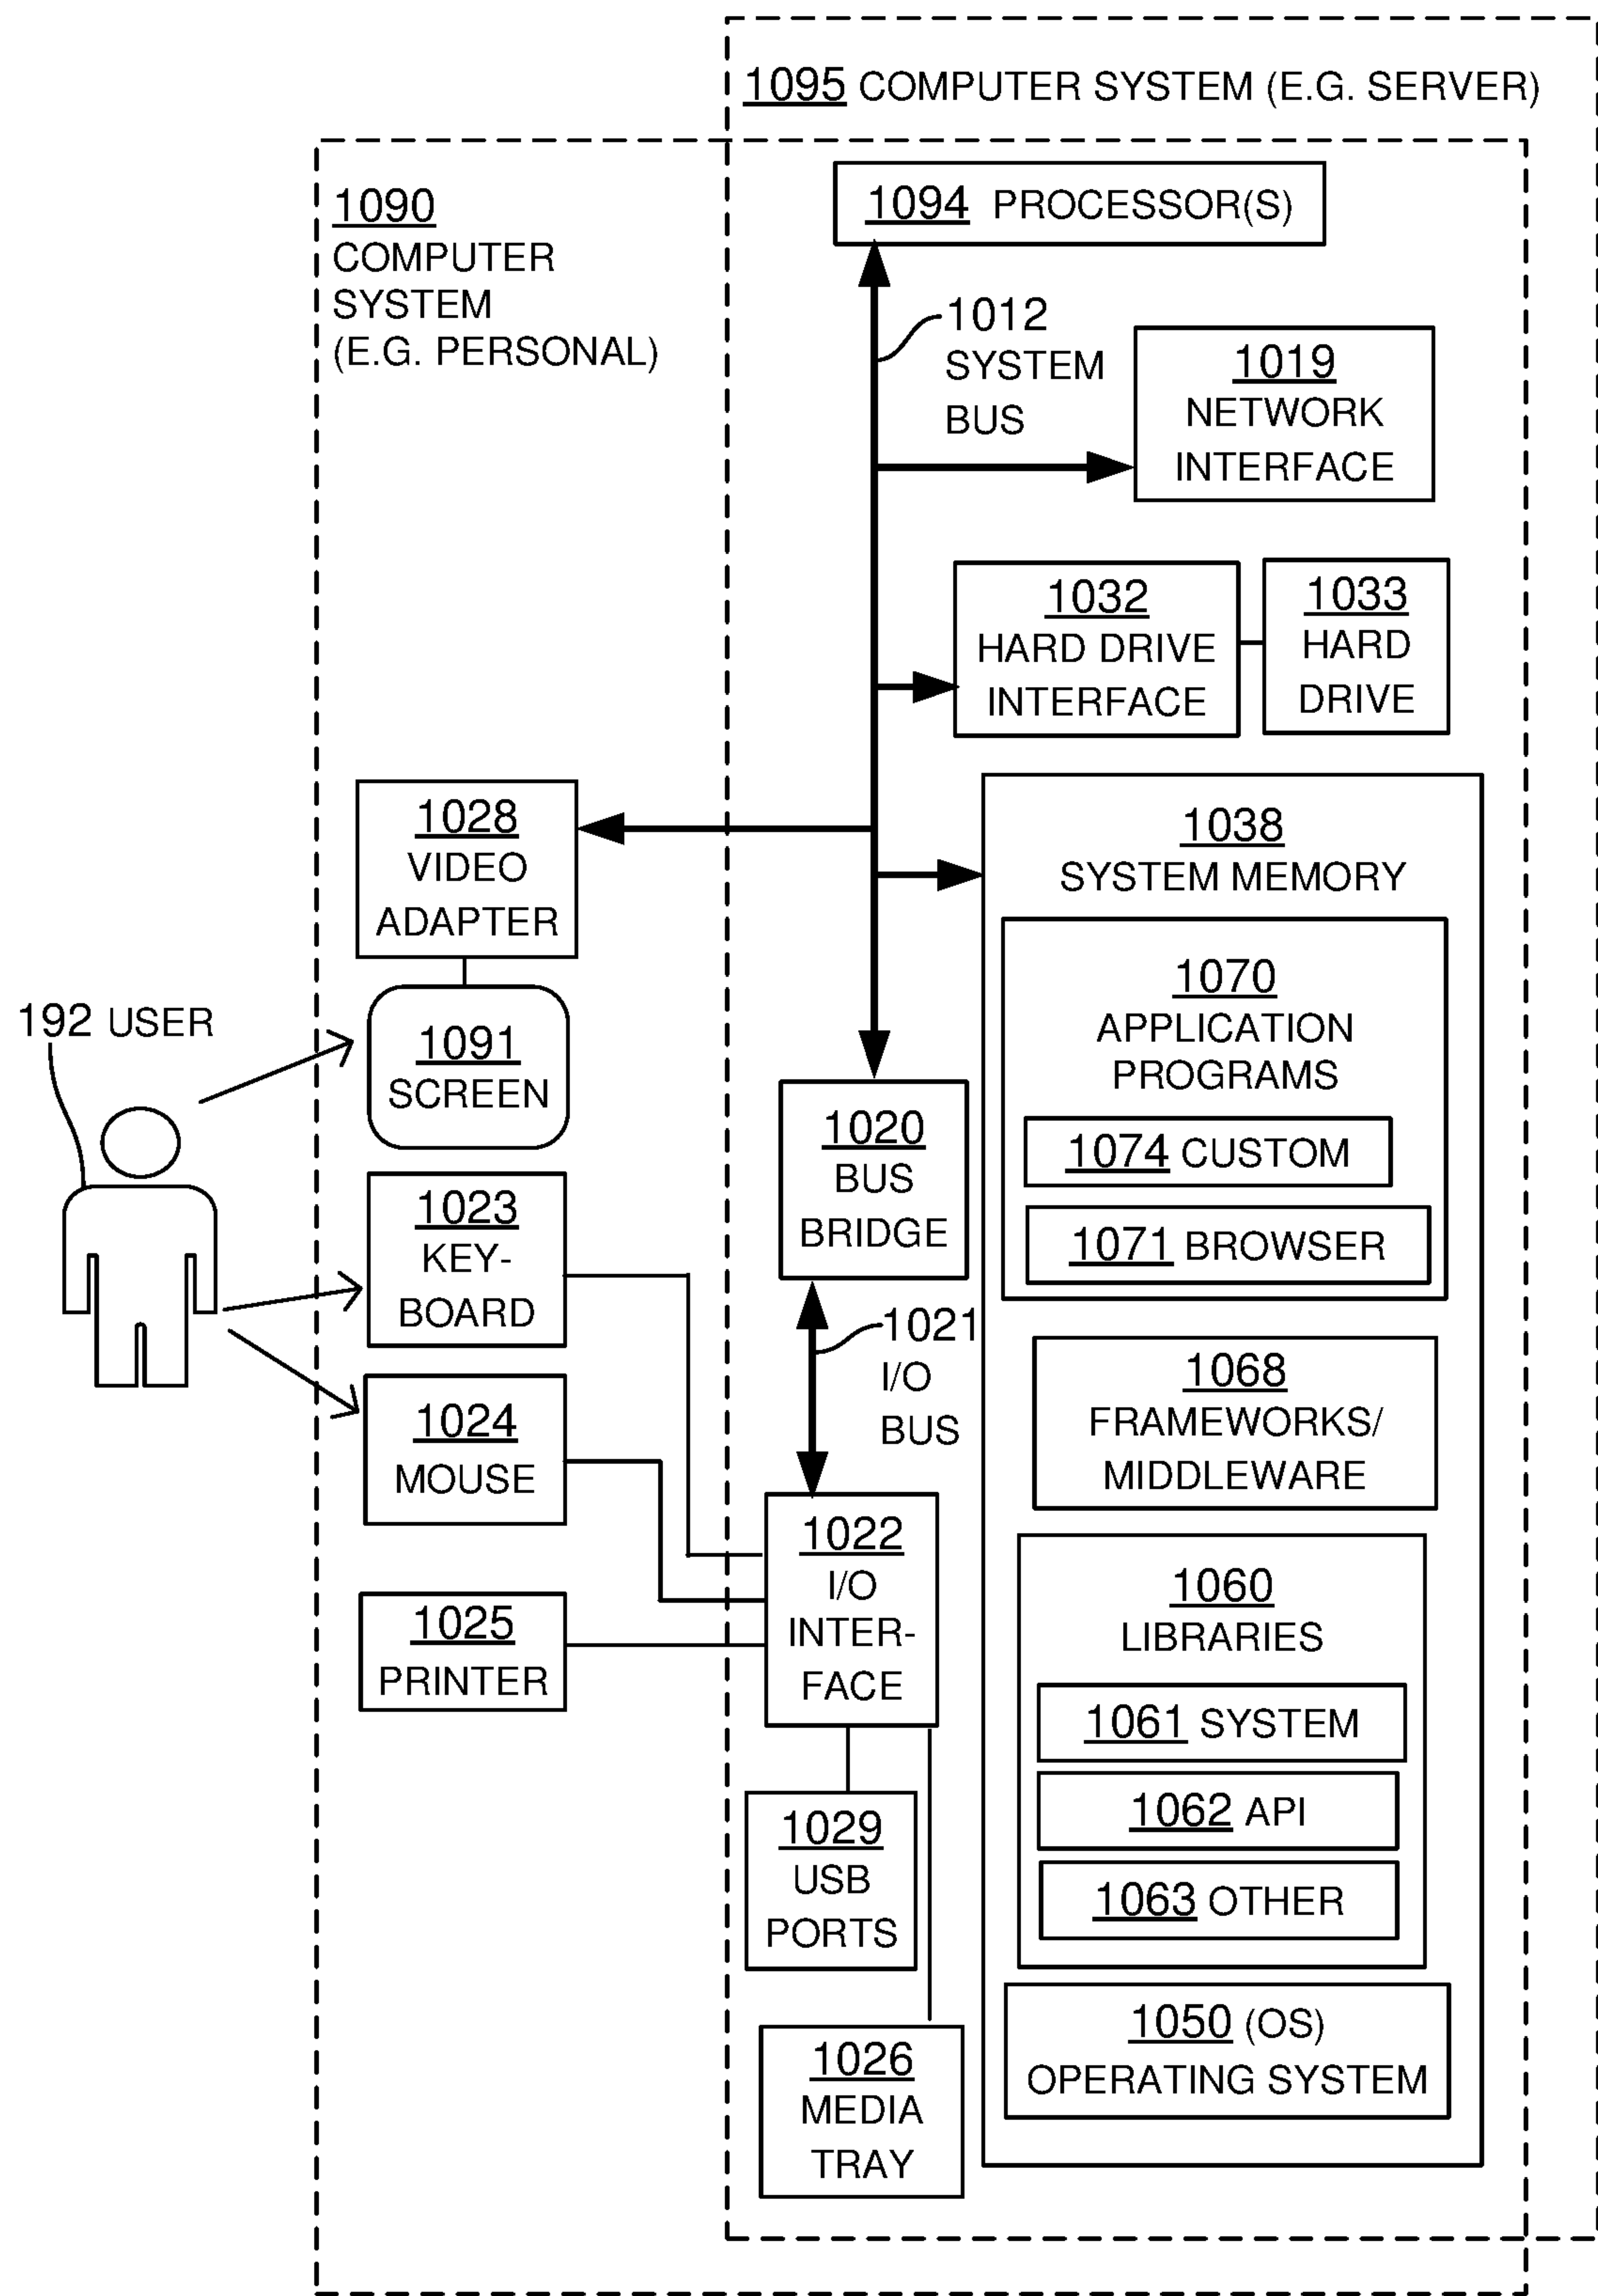 1095 COMPUTER SYSTEM (E.G. SERVER)
1090
COMPUTER
SYSTEM
(E.G. PERSONAL)
1094 PROCESSOR(S)
1012
SYSTEM
BUS
1019
NETWORK
INTERFACE
1032
HARD DRIVE
INTERFACE
1033
HARD
DRIVE
1028
VIDEO
ADAPTER
1038
SYSTEM MEMORY
1070
APPLICATION
PROGRAMS
1074 CUSTOM
1071 BROWSER
192 USER
1091
SCREEN
1020
BUS
BRIDGE
1023
KEY-
BOARD
1021
I/O
BUS
1024
MOUSE
1068
FRAMEWORKS/
MIDDLEWARE
1022
I/O
INTER-
FACE
1025
PRINTER
1060
LIBRARIES
1061 SYSTEM
1062 API
1063 OTHER
1029
USB
PORTS
1050 (OS)
OPERATING SYSTEM
1026
MEDIA
TRAY